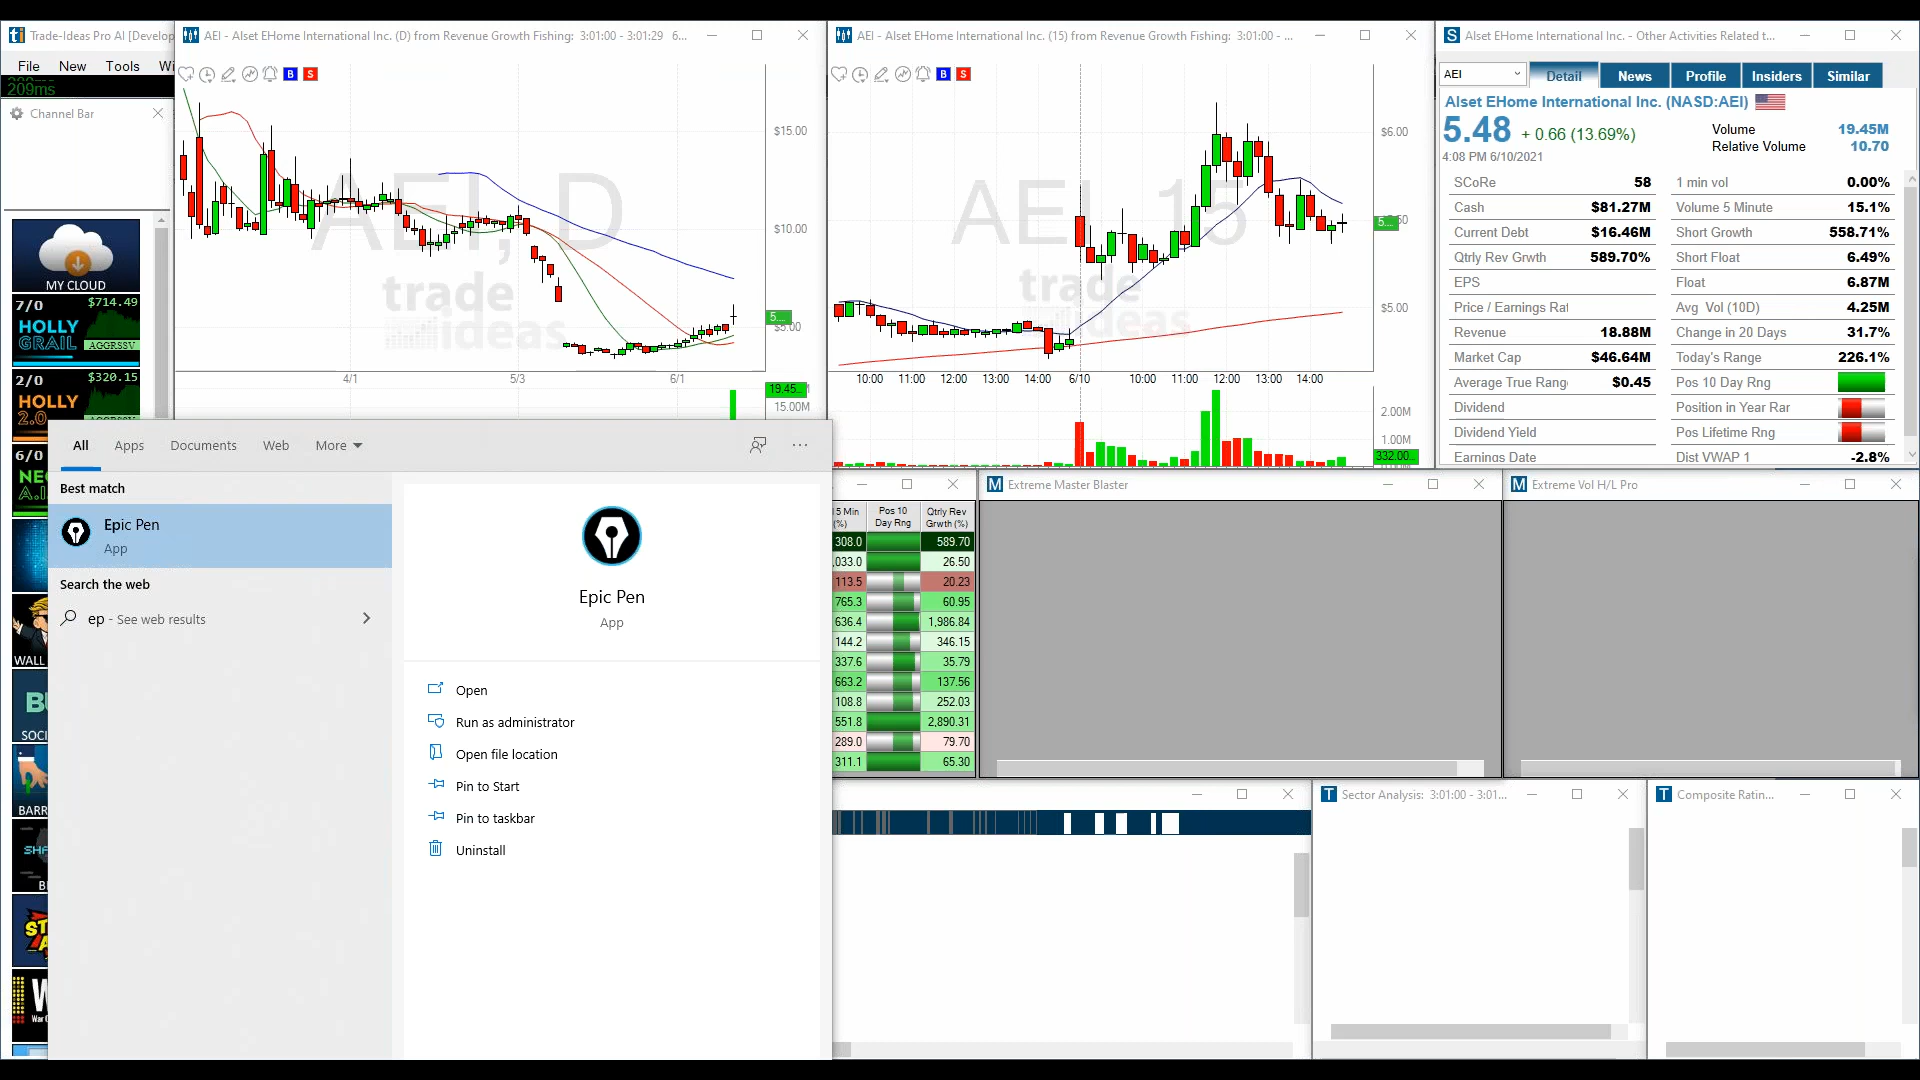 Trade-Ideas Pro AI [Develop
File New Tools Wi
209ms
Channel Bar
MY CLOUD
7/0 $714.49
HOLLY
GRAIL
AGGRSSV
2/0 $320.15
HOLLY
2.0
6/0
NEO
A.I.
WALL
SOCI
BARR
WAR
AEI - Alset EHome International Inc. (D) from Revenue Growth Fishing: 3:01:00 - 3:01:29 6...
B S
AEI, D
trade
ideas
$15.00
$10.00
$5.00
5...
4/1 5/3 6/1
19.45...
15.00M
AEI - Alset EHome International Inc. (15) from Revenue Growth Fishing: 3:01:00 - ...
B S
AEI, 15
trade
ideas
$6.00
5...
50
$5.00
10:00 11:00 12:00 13:00 14:00 6/10 10:00 11:00 12:00 13:00 14:00
2.00M
1.00M
332.00...
Alset EHome International Inc. - Other Activities Related t...
AEI Detail News Profile Insiders Similar
Alset EHome International Inc. (NASD:AEI)
5.48 + 0.66 (13.69%)
4:08 PM 6/10/2021
Volume 19.45M
Relative Volume 10.70
SCoRe 58 1 min vol 0.00%
Cash $81.27M Volume 5 Minute 15.1%
Current Debt $16.46M Short Growth 558.71%
Qtrly Rev Grwth 589.70% Short Float 6.49%
EPS Float 6.87M
Price / Earnings Rat Avg Vol (10D) 4.25M
Revenue 18.88M Change in 20 Days 31.7%
Market Cap $46.64M Today's Range 226.1%
Average True Rang $0.45 Pos 10 Day Rng
Dividend Position in Year Rar
Dividend Yield Pos Lifetime Rng
Earnings Date Dist VWAP 1 -2.8%
All Apps Documents Web More
Best match
Epic Pen
App
Search the web
ep - See web results
Epic Pen
App
Open
Run as administrator
Open file location
Pin to Start
Pin to taskbar
Uninstall
5 Min (%) Pos 10 Day Rng Qtrly Rev Grwth (%)
308.0 589.70
,033.0 26.50
113.5 20.23
765.3 60.95
636.4 1,986.84
144.2 346.15
337.6 35.79
663.2 137.56
108.8 252.03
551.8 2,890.31
289.0 79.70
311.1 65.30
Extreme Master Blaster
Extreme Vol H/L Pro
Sector Analysis: 3:01:00 - 3:01...
Composite Ratin...